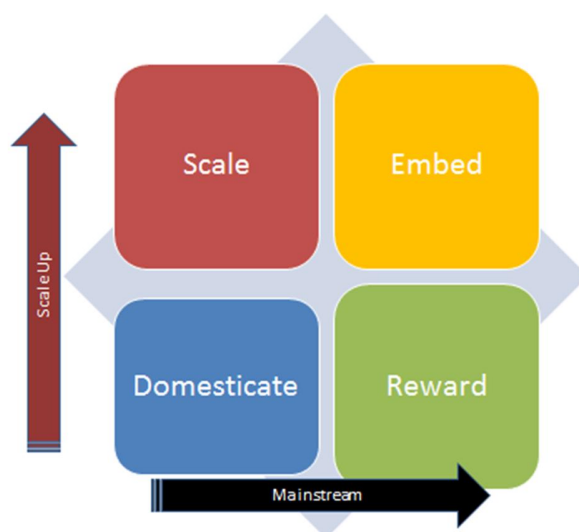 Scale
Embed
Scale Up
Domesticate
Reward
Mainstream